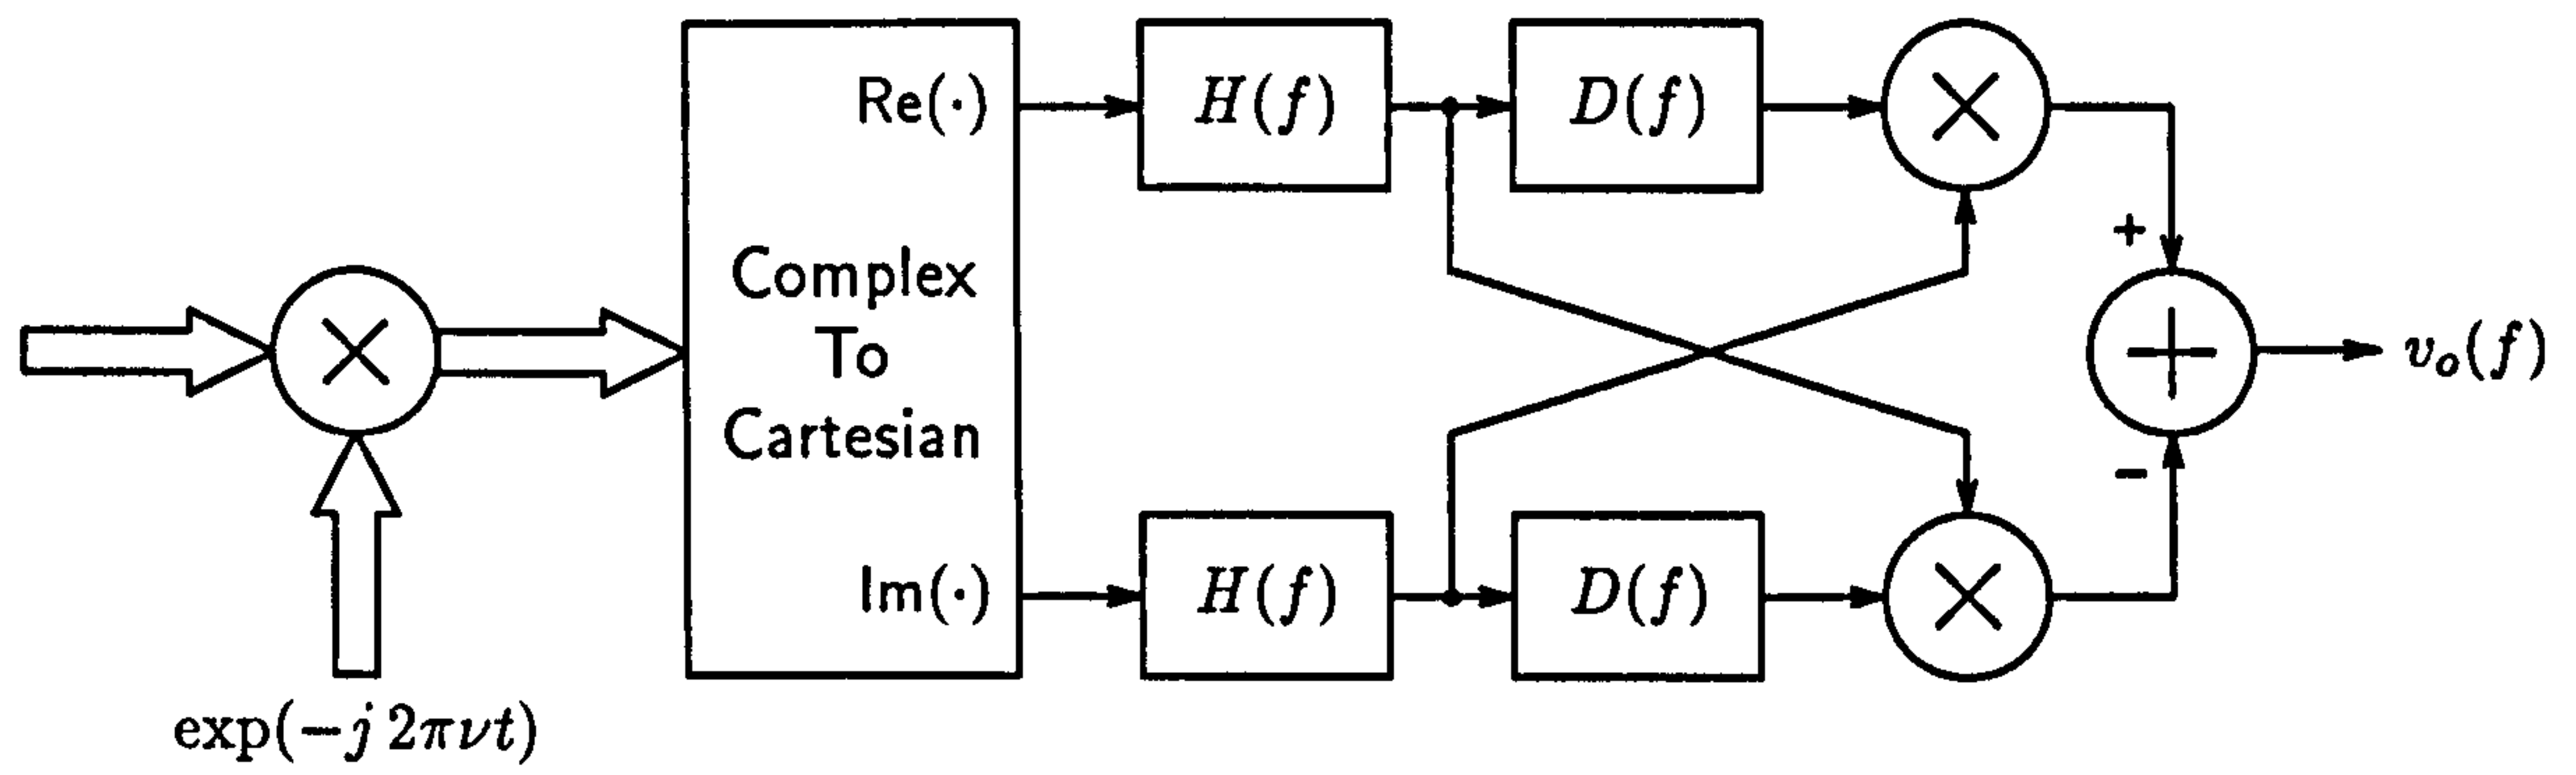 Re(·)
H(f)
D(f)
×
+
Complex
To
Cartesian
×
+
v_o(f)
−
Im(·)
H(f)
D(f)
×
exp(−j 2πνt)